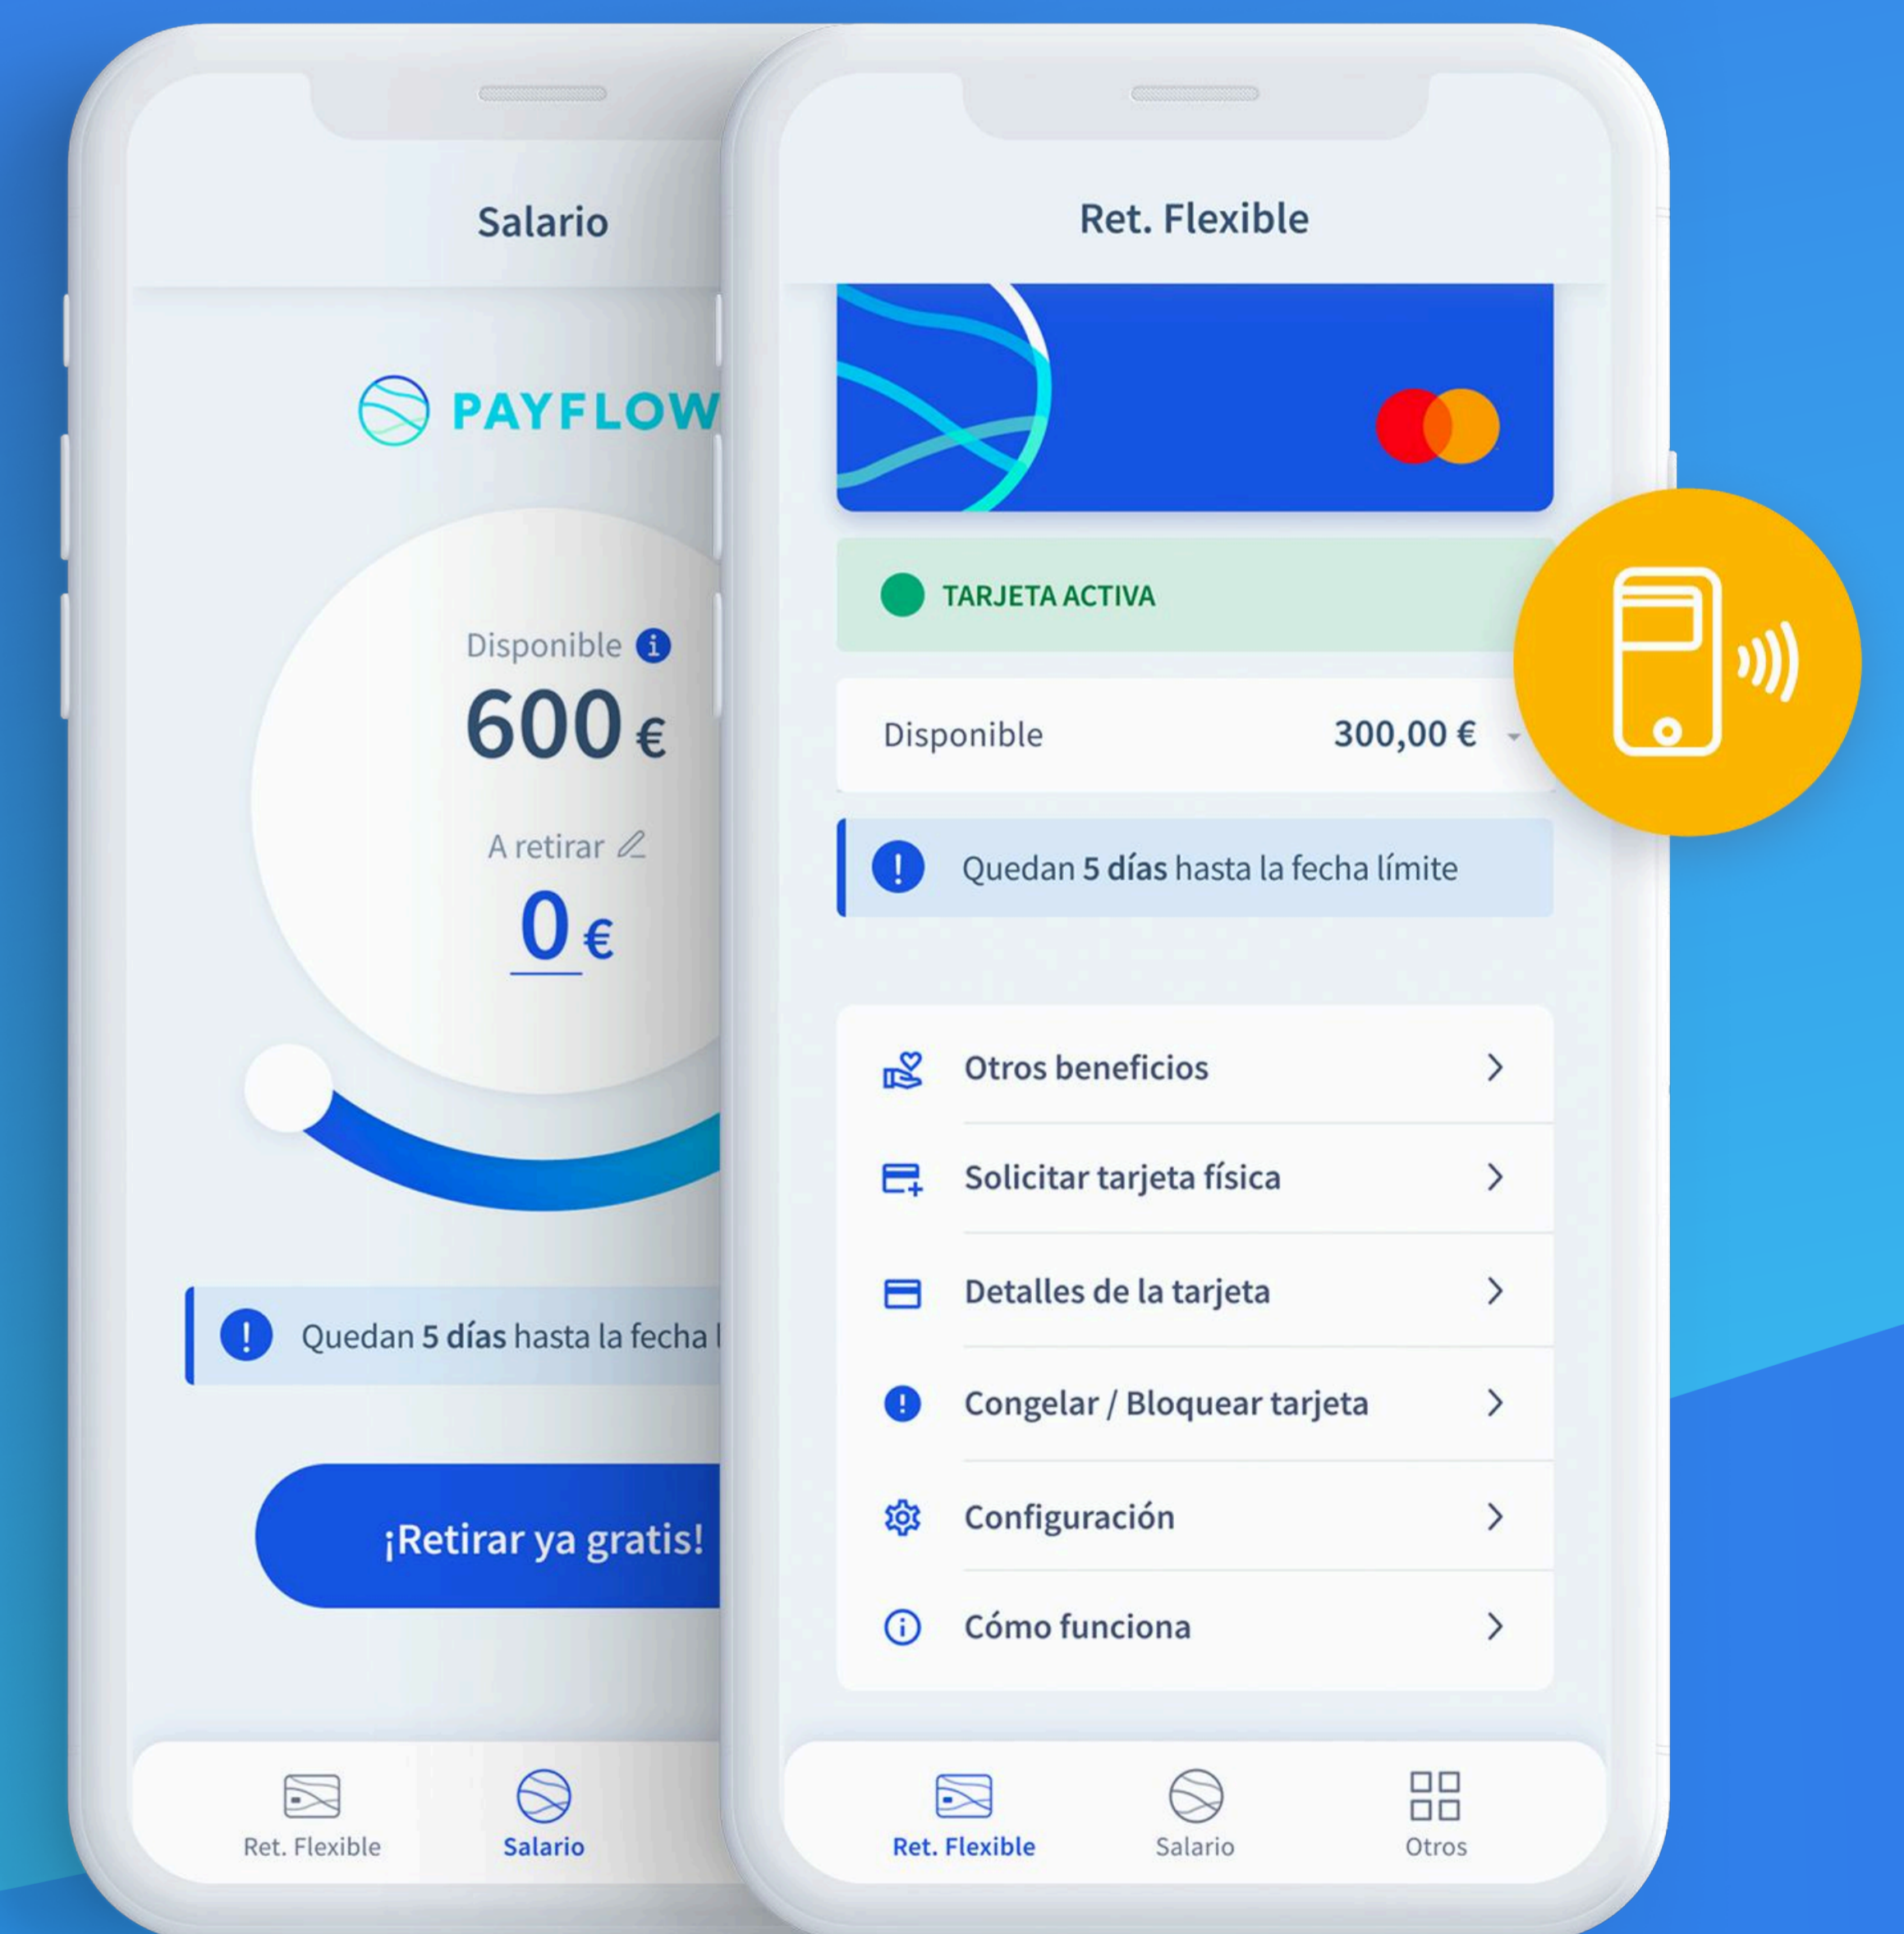 Salario
PAYFLOW
Disponible
600 €
A retirar
0 €
Quedan 5 días hasta la fecha
¡Retirar ya gratis!
Ret. Flexible
Salario
Ret. Flexible
TARJETA ACTIVA
Disponible 300,00 €
Quedan 5 días hasta la fecha límite
Otros beneficios
Solicitar tarjeta física
Detalles de la tarjeta
Congelar / Bloquear tarjeta
Configuración
Cómo funciona
Ret. Flexible
Salario
Otros